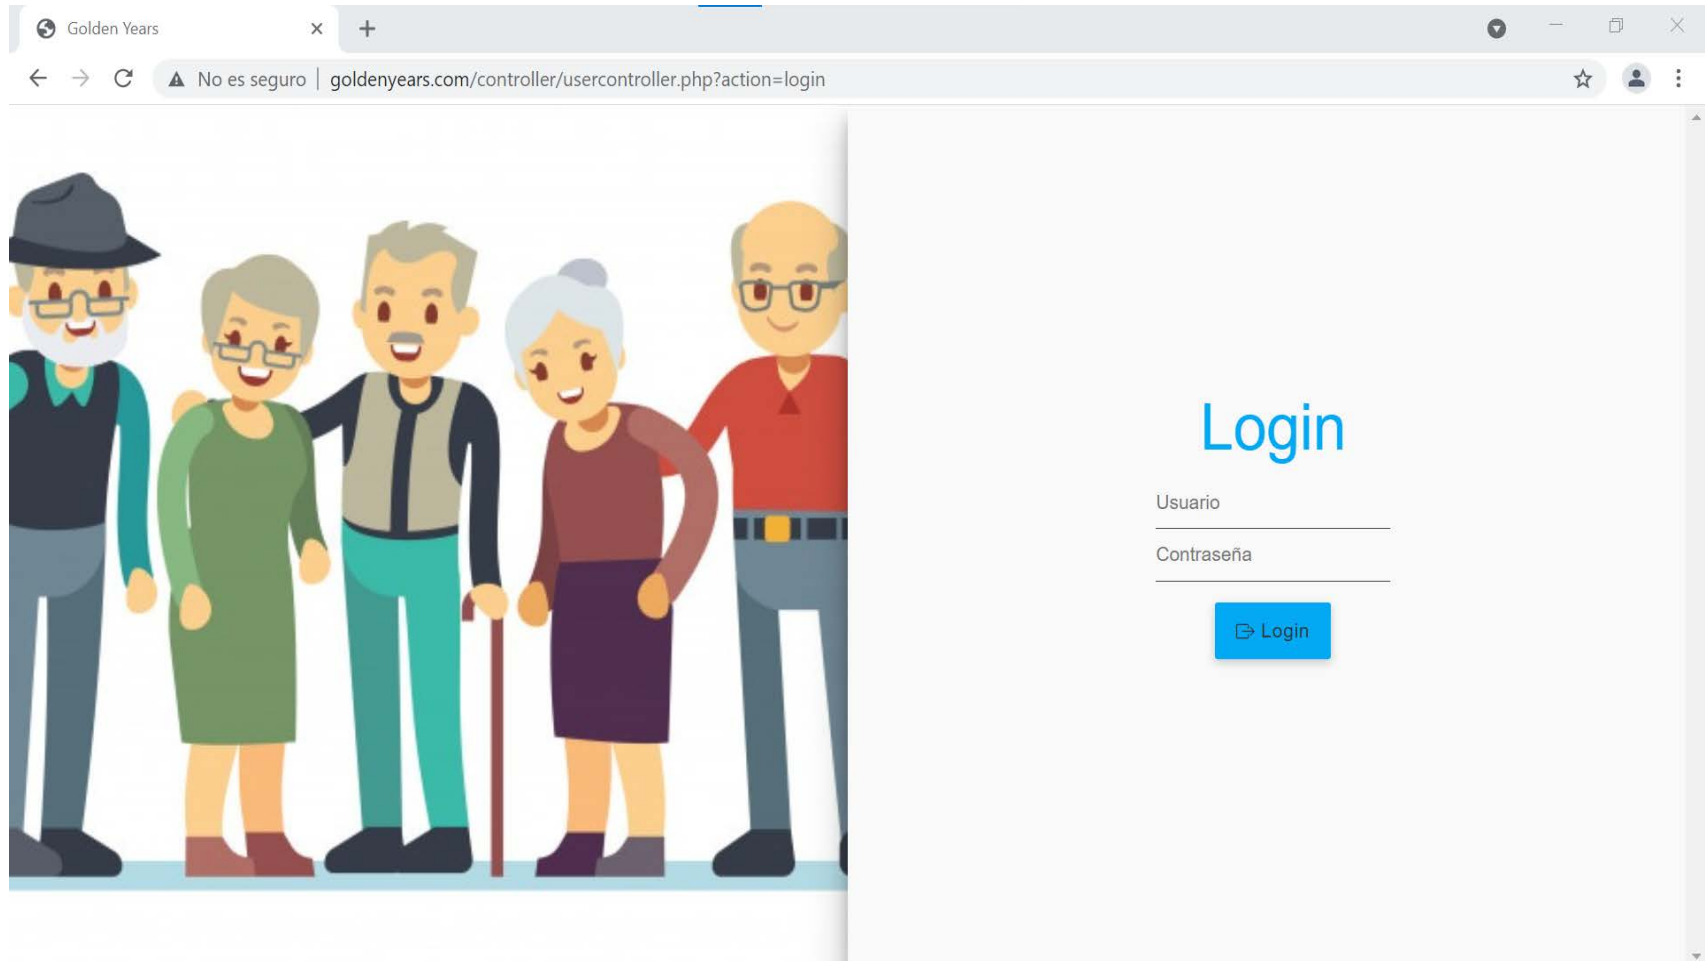 Golden Years
No es seguro | goldenyears.com/controller/usercontroller.php?action=login
Login
Usuario
Contraseña
Login